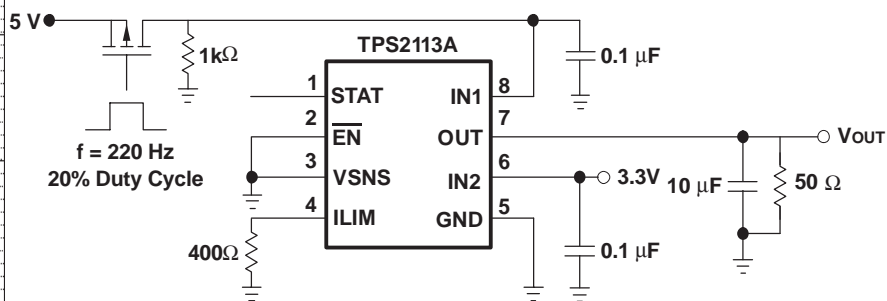 5 V
1kΩ
TPS2113A
0.1 µF
f = 220 Hz
20% Duty Cycle
1
STAT
2
EN
3
VSNS
4
ILIM
400Ω
IN1
8
OUT
7
IN2
6
GND
5
3.3V
0.1 µF
10 µF
50 Ω
VOUT